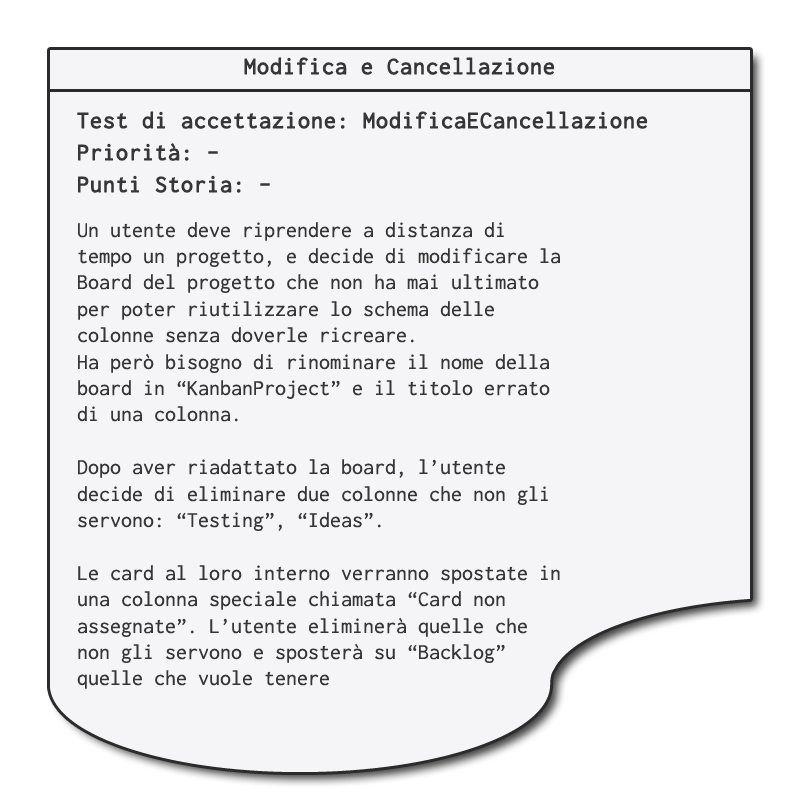 Modifica e Cancellazione
Test di accettazione: ModificaECancellazione
Priorità: -
Punti Storia: -
Un utente deve riprendere a distanza di
tempo un progetto, e decide di modificare la
Board del progetto che non ha mai ultimato
per poter riutilizzare lo schema delle
colonne senza doverle ricreare.
Ha però bisogno di rinominare il nome della
board in “KanbanProject” e il titolo errato
di una colonna.
Dopo aver riadattato la board, l’utente
decide di eliminare due colonne che non gli
servono: “Testing”, “Ideas”.
Le card al loro interno verranno spostate in
una colonna speciale chiamata “Card non
assegnate”. L’utente eliminerà quelle che
non gli servono e sposterà su “Backlog”
quelle che vuole tenere